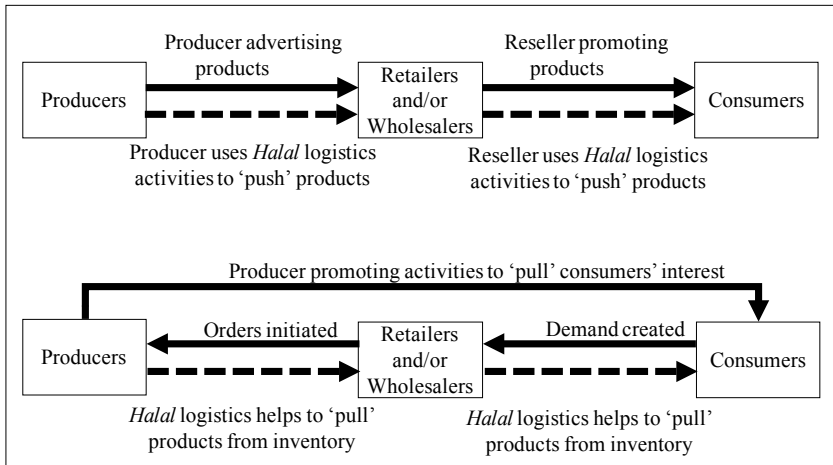 Producer advertising
products
Reseller promoting
products
Producers
Retailers
and/or
Wholesalers
Consumers
Producer uses Halal logistics
activities to ‘push’ products
Reseller uses Halal logistics
activities to ‘push’ products
Producer promoting activities to ‘pull’ consumers’ interest
Producers
Orders initiated
Retailers
and/or
Wholesalers
Demand created
Consumers
Halal logistics helps to ‘pull’
products from inventory
Halal logistics helps to ‘pull’
products from inventory